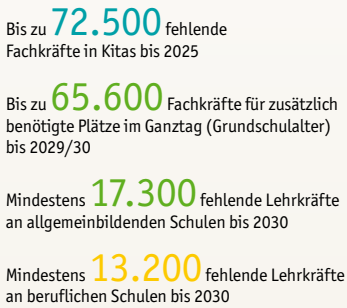 Bis zu 72.500 fehlende
Fachkräfte in Kitas bis 2025
Bis zu 65.600 Fachkräfte für zusätzlich
benötigte Plätze im Ganztag (Grundschulalter)
bis 2029/30
Mindestens 17.300 fehlende Lehrkräfte
an allgemeinbildenden Schulen bis 2030
Mindestens 13.200 fehlende Lehrkräfte
an beruflichen Schulen bis 2030